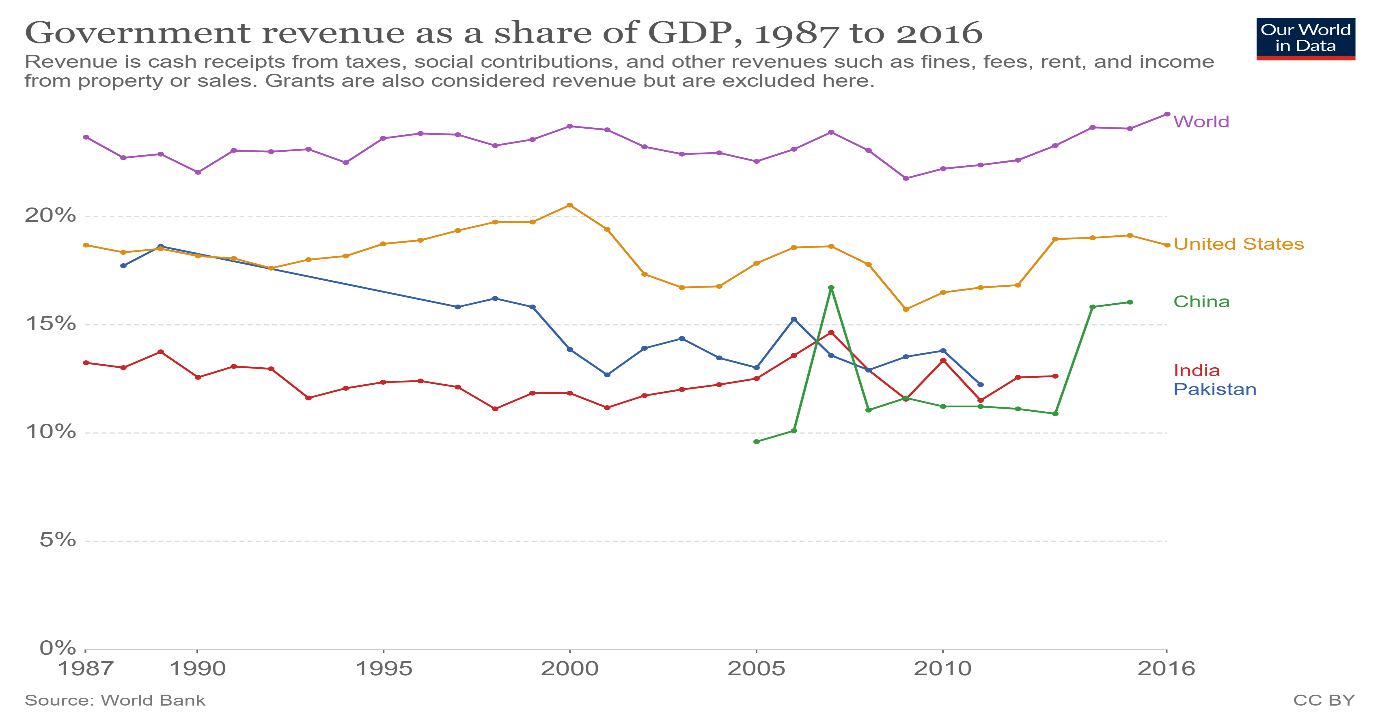 Government revenue as a share of GDP, 1987 to 2016
Our World
in Data
Revenue is cash receipts from taxes, social contributions, and other revenues such as fines, fees, rent, and income
from property or sales. Grants are also considered revenue but are excluded here.
World
20%
United States
China
15%
India
Pakistan
10%
5%
0%
1987 1990 1995 2000 2005 2010 2016
Source: World Bank
CC BY